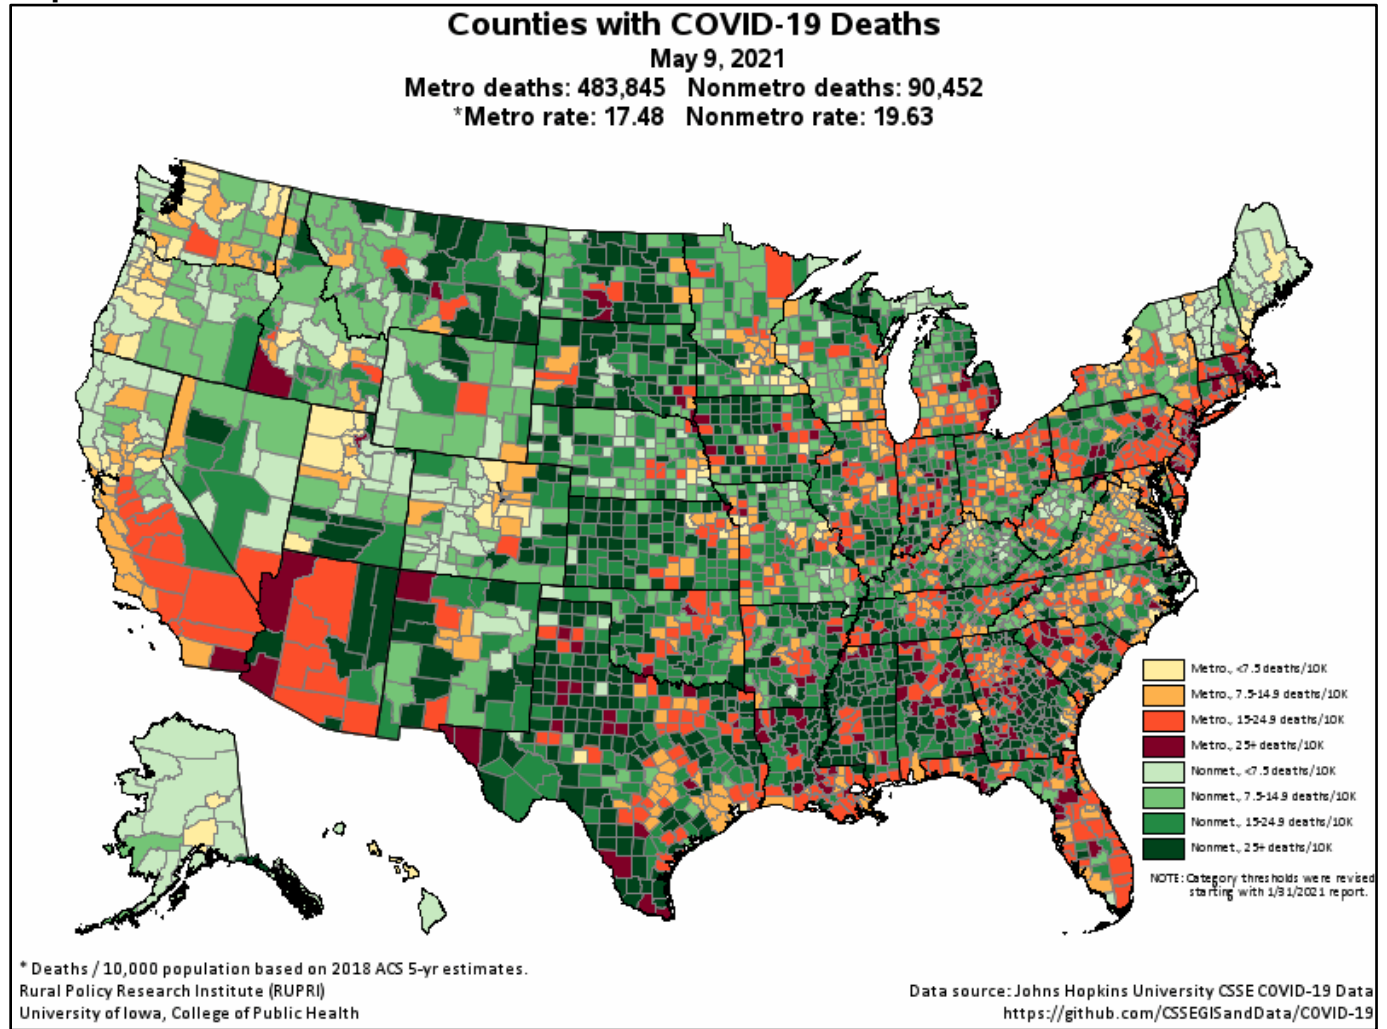 Counties with COVID-19 Deaths
May 9, 2021
Metro deaths: 483,845 Nonmetro deaths: 90,452
*Metro rate: 17.48 Nonmetro rate: 19.63
Metro., <7.5 deaths/10K
Metro., 7.5-14.9 deaths/10K
Metro., 15-24.9 deaths/10K
Metro., 25+ deaths/10K
Nonmet., <7.5 deaths/10K
Nonmet., 7.5-14.9 deaths/10K
Nonmet., 15-24.9 deaths/10K
Nonmet., 25+ deaths/10K
NOTE: Category thresholds were revised
starting with 1/31/2021 report.
* Deaths / 10,000 population based on 2018 ACS 5-yr estimates.
Rural Policy Research Institute (RUPRI)
University of Iowa, College of Public Health
Data source: Johns Hopkins University CSSE COVID-19 Data
https://github.com/CSSEGISandData/COVID-19